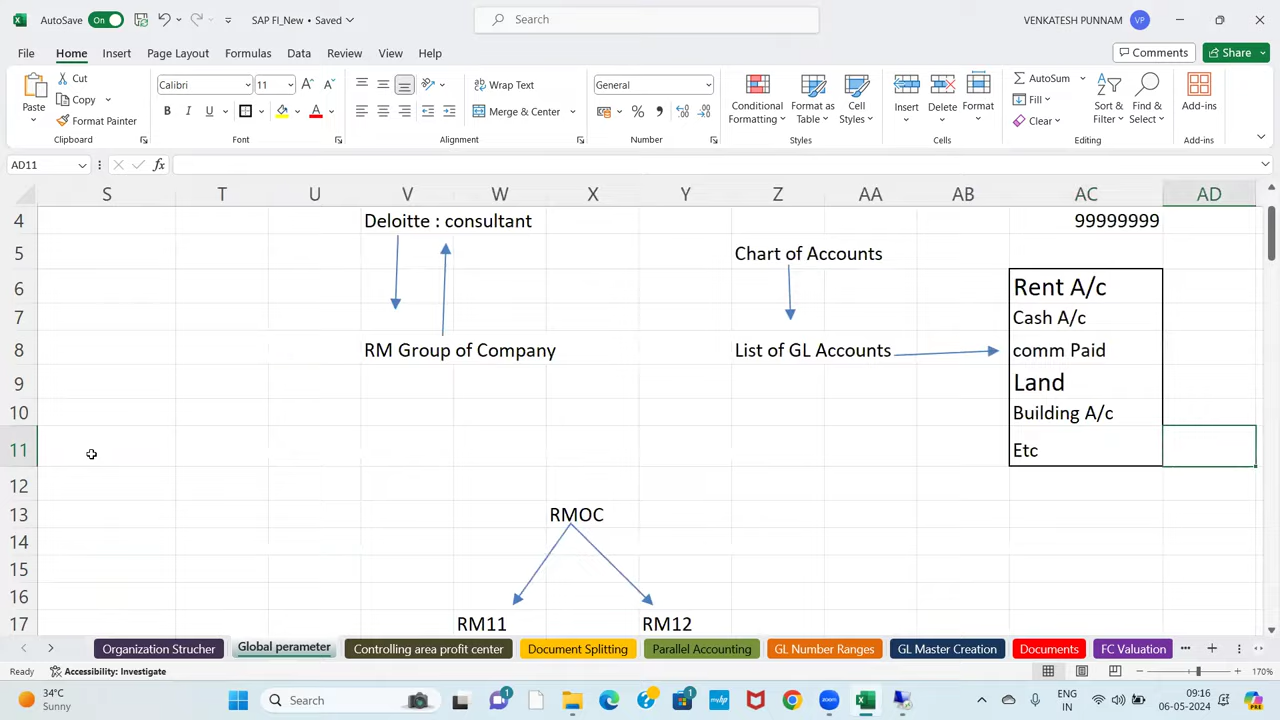 AutoSave On SAP FI_New • Saved Search VENKATESH PUNNAM VP
File Home Insert Page Layout Formulas Data Review View Help Comments Share
Paste Cut Copy Format Painter Clipboard
Calibri 11 B I U A Font
Wrap Text Merge & Center Alignment
General % Number
Conditional Formatting Format as Table Cell Styles Styles
Insert Delete Format Cells
AutoSum Fill Clear Sort & Filter Find & Select Editing
Add-ins Add-ins
AD11 fx
S T U V W X Y Z AA AB AC AD
4 Deloitte : consultant 99999999
5 Chart of Accounts
6 Rent A/c
7 Cash A/c
8 RM Group of Company List of GL Accounts comm Paid
9 Land
10 Building A/c
11 Etc
12
13 RMOC
14
15
16
17 RM11 RM12
Organization Strucher Global perameter Controlling area profit center Document Splitting Parallel Accounting GL Number Ranges GL Master Creation Documents FC Valuation
Ready Accessibility: Investigate 170%
34°C Sunny Search 1 1 zoom ENG IN 09:16 06-05-2024 PRE